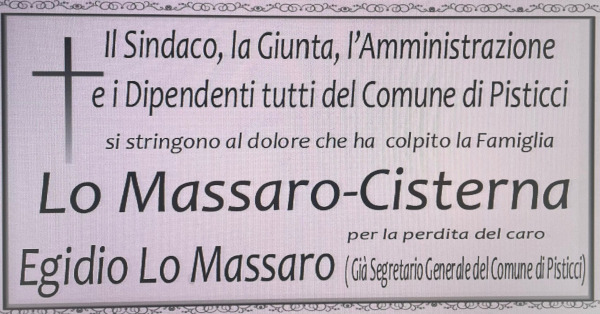 Il Sindaco, la Giunta, l'Amministrazione
e i Dipendenti tutti del Comune di Pisticci
si stringono al dolore che ha colpito la Famiglia
Lo Massaro-Cisterna
per la perdita del caro
Egidio Lo Massaro (Già Segretario Generale del Comune di Pisticci)